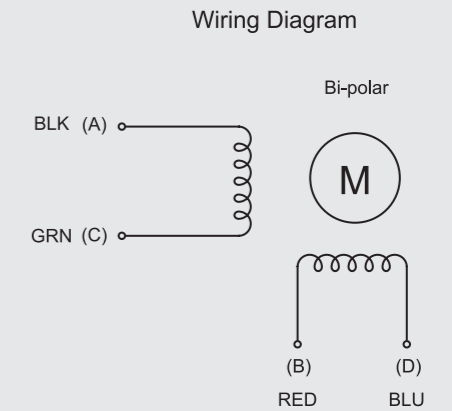 Wiring Diagram
Bi-polar
BLK (A)
M
GRN (C)
(B) (D)
RED BLU